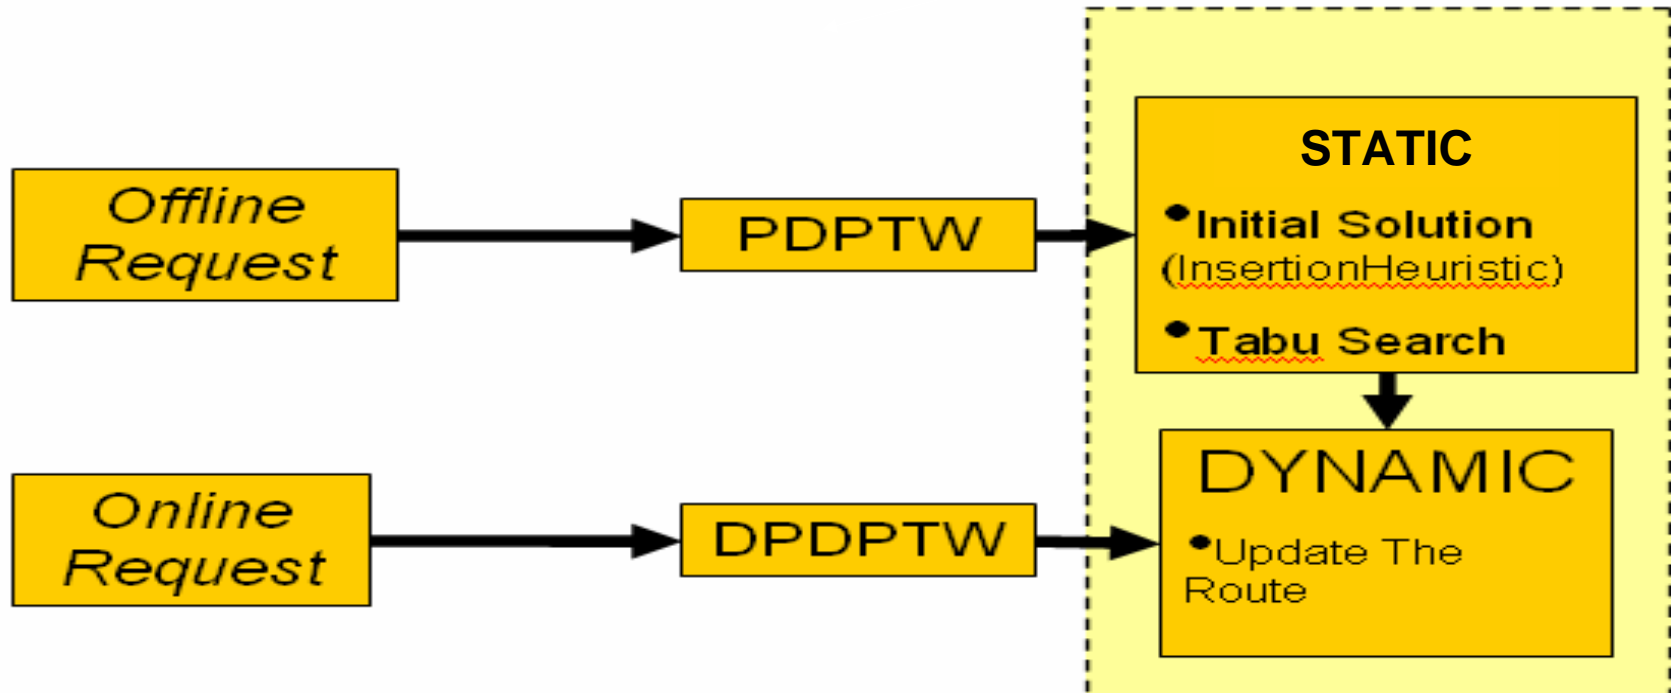 Offline
Request
PDPTW
STATIC
•Initial Solution
(InsertionHeuristic)
•Tabu Search
Online
Request
DPDPTW
DYNAMIC
•Update The
Route